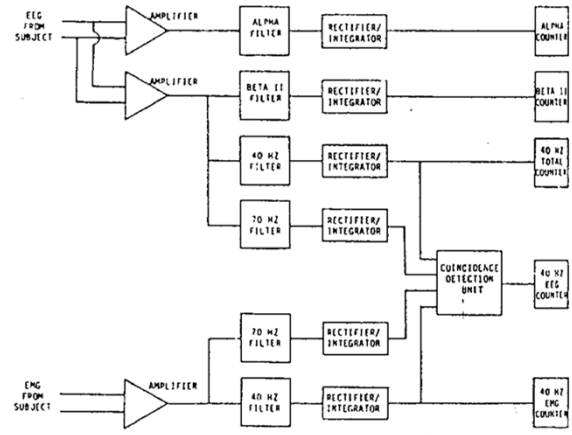 EEG
FROM
SUBJECT
AMPLIFIER
ALPHA
FILTER
RECTIFIER/
INTEGRATOR
ALPHA
COUNTER
AMPLIFIER
BETA II
FILTER
RECTIFIER/
INTEGRATOR
BETA II
COUNTER
40 HZ
FILTER
RECTIFIER/
INTEGRATOR
40 HZ
TOTAL
COUNTER
70 HZ
FILTER
RECTIFIER/
INTEGRATOR
COINCIDENCE
DETECTION
UNIT
40 HZ
EEG
COUNTER
70 HZ
FILTER
RECTIFIER/
INTEGRATOR
EMG
FROM
SUBJECT
AMPLIFIER
40 HZ
FILTER
RECTIFIER/
INTEGRATOR
40 HZ
EMG
COUNTER